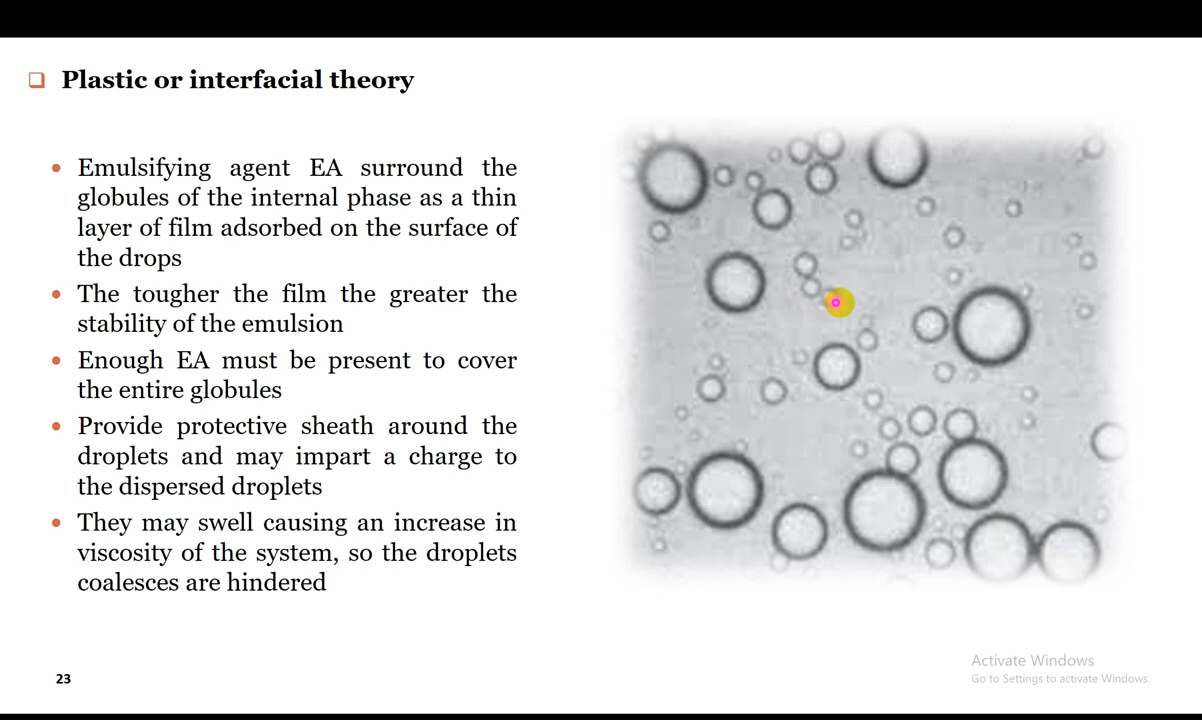 Plastic or interfacial theory
Emulsifying agent EA surround the
globules of the internal phase as a thin
layer of film adsorbed on the surface of
the drops
The tougher the film the greater the
stability of the emulsion
Enough EA must be present to cover
the entire globules
Provide protective sheath around the
droplets and may impart a charge to
the dispersed droplets
They may swell causing an increase in
viscosity of the system, so the droplets
coalesces are hindered
23
Activate Windows
Go to Settings to activate Windows.